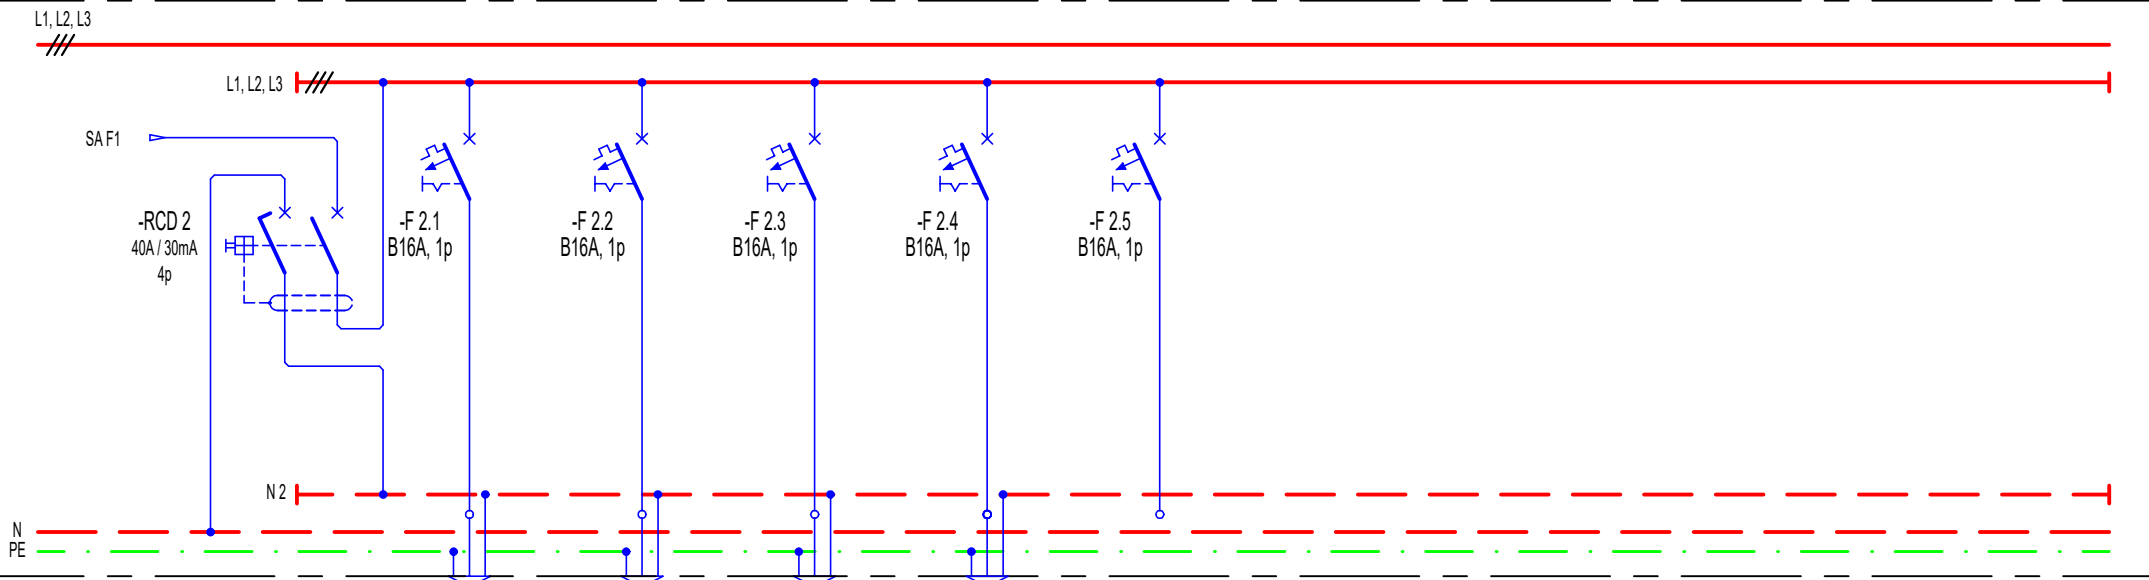 L1, L2, L3
L1, L2, L3
SA F1
-RCD 2
40A / 30mA
4p
-F 2.1
B16A, 1p
-F 2.2
B16A, 1p
-F 2.3
B16A, 1p
-F 2.4
B16A, 1p
-F 2.5
B16A, 1p
N 2
N
PE